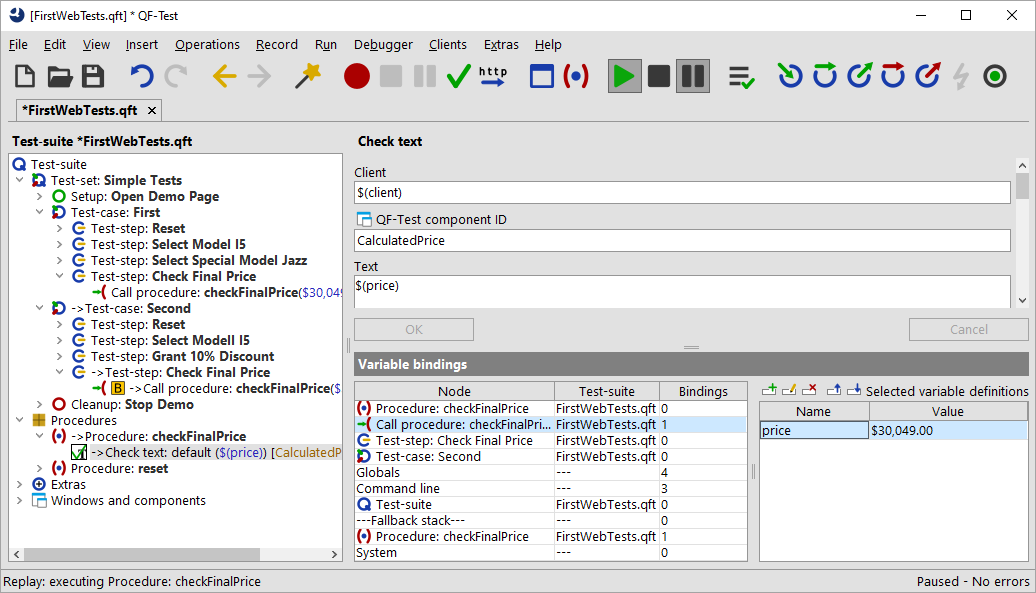 [FirstWebTests.qft] * QF-Test
File Edit View Insert Operations Record Run Debugger Clients Extras Help
http
*FirstWebTests.qft
Test-suite *FirstWebTests.qft
Test-suite
Test-set: Simple Tests
Setup: Open Demo Page
Test-case: First
Test-step: Reset
Test-step: Select Model I5
Test-step: Select Special Model Jazz
Test-step: Check Final Price
Call procedure: checkFinalPrice($30,049
->Test-case: Second
Test-step: Reset
Test-step: Select Modell I5
Test-step: Grant 10% Discount
->Test-step: Check Final Price
B ->Call procedure: checkFinalPrice($
Cleanup: Stop Demo
Procedures
->Procedure: checkFinalPrice
->Check text: default ($(price)) [CalculatedP
Procedure: reset
Extras
Windows and components
Check text
Client
$(client)
QF-Test component ID
CalculatedPrice
Text
$(price)
OK Cancel
Variable bindings
Node Test-suite Bindings
Procedure: checkFinalPrice FirstWebTests.qft 0
Call procedure: checkFinalPri... FirstWebTests.qft 1
Test-step: Check Final Price FirstWebTests.qft 0
Test-case: Second FirstWebTests.qft 0
Globals --- 4
Command line --- 3
Test-suite FirstWebTests.qft 0
---Fallback stack--- --- 0
Procedure: checkFinalPrice FirstWebTests.qft 1
System --- 0
Selected variable definitions
Name Value
price $30,049.00
Replay: executing Procedure: checkFinalPrice
Paused - No errors